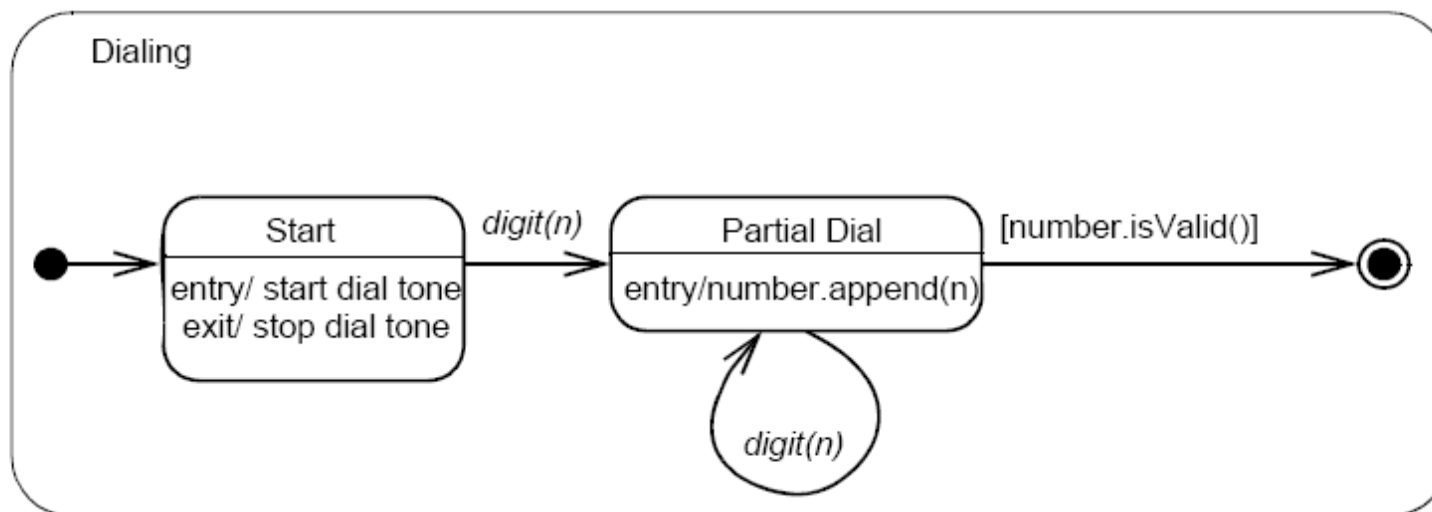 Dialing
Start
entry/ start dial tone
exit/ stop dial tone
digit(n)
Partial Dial
entry/number.append(n)
digit(n)
[number.isValid()]